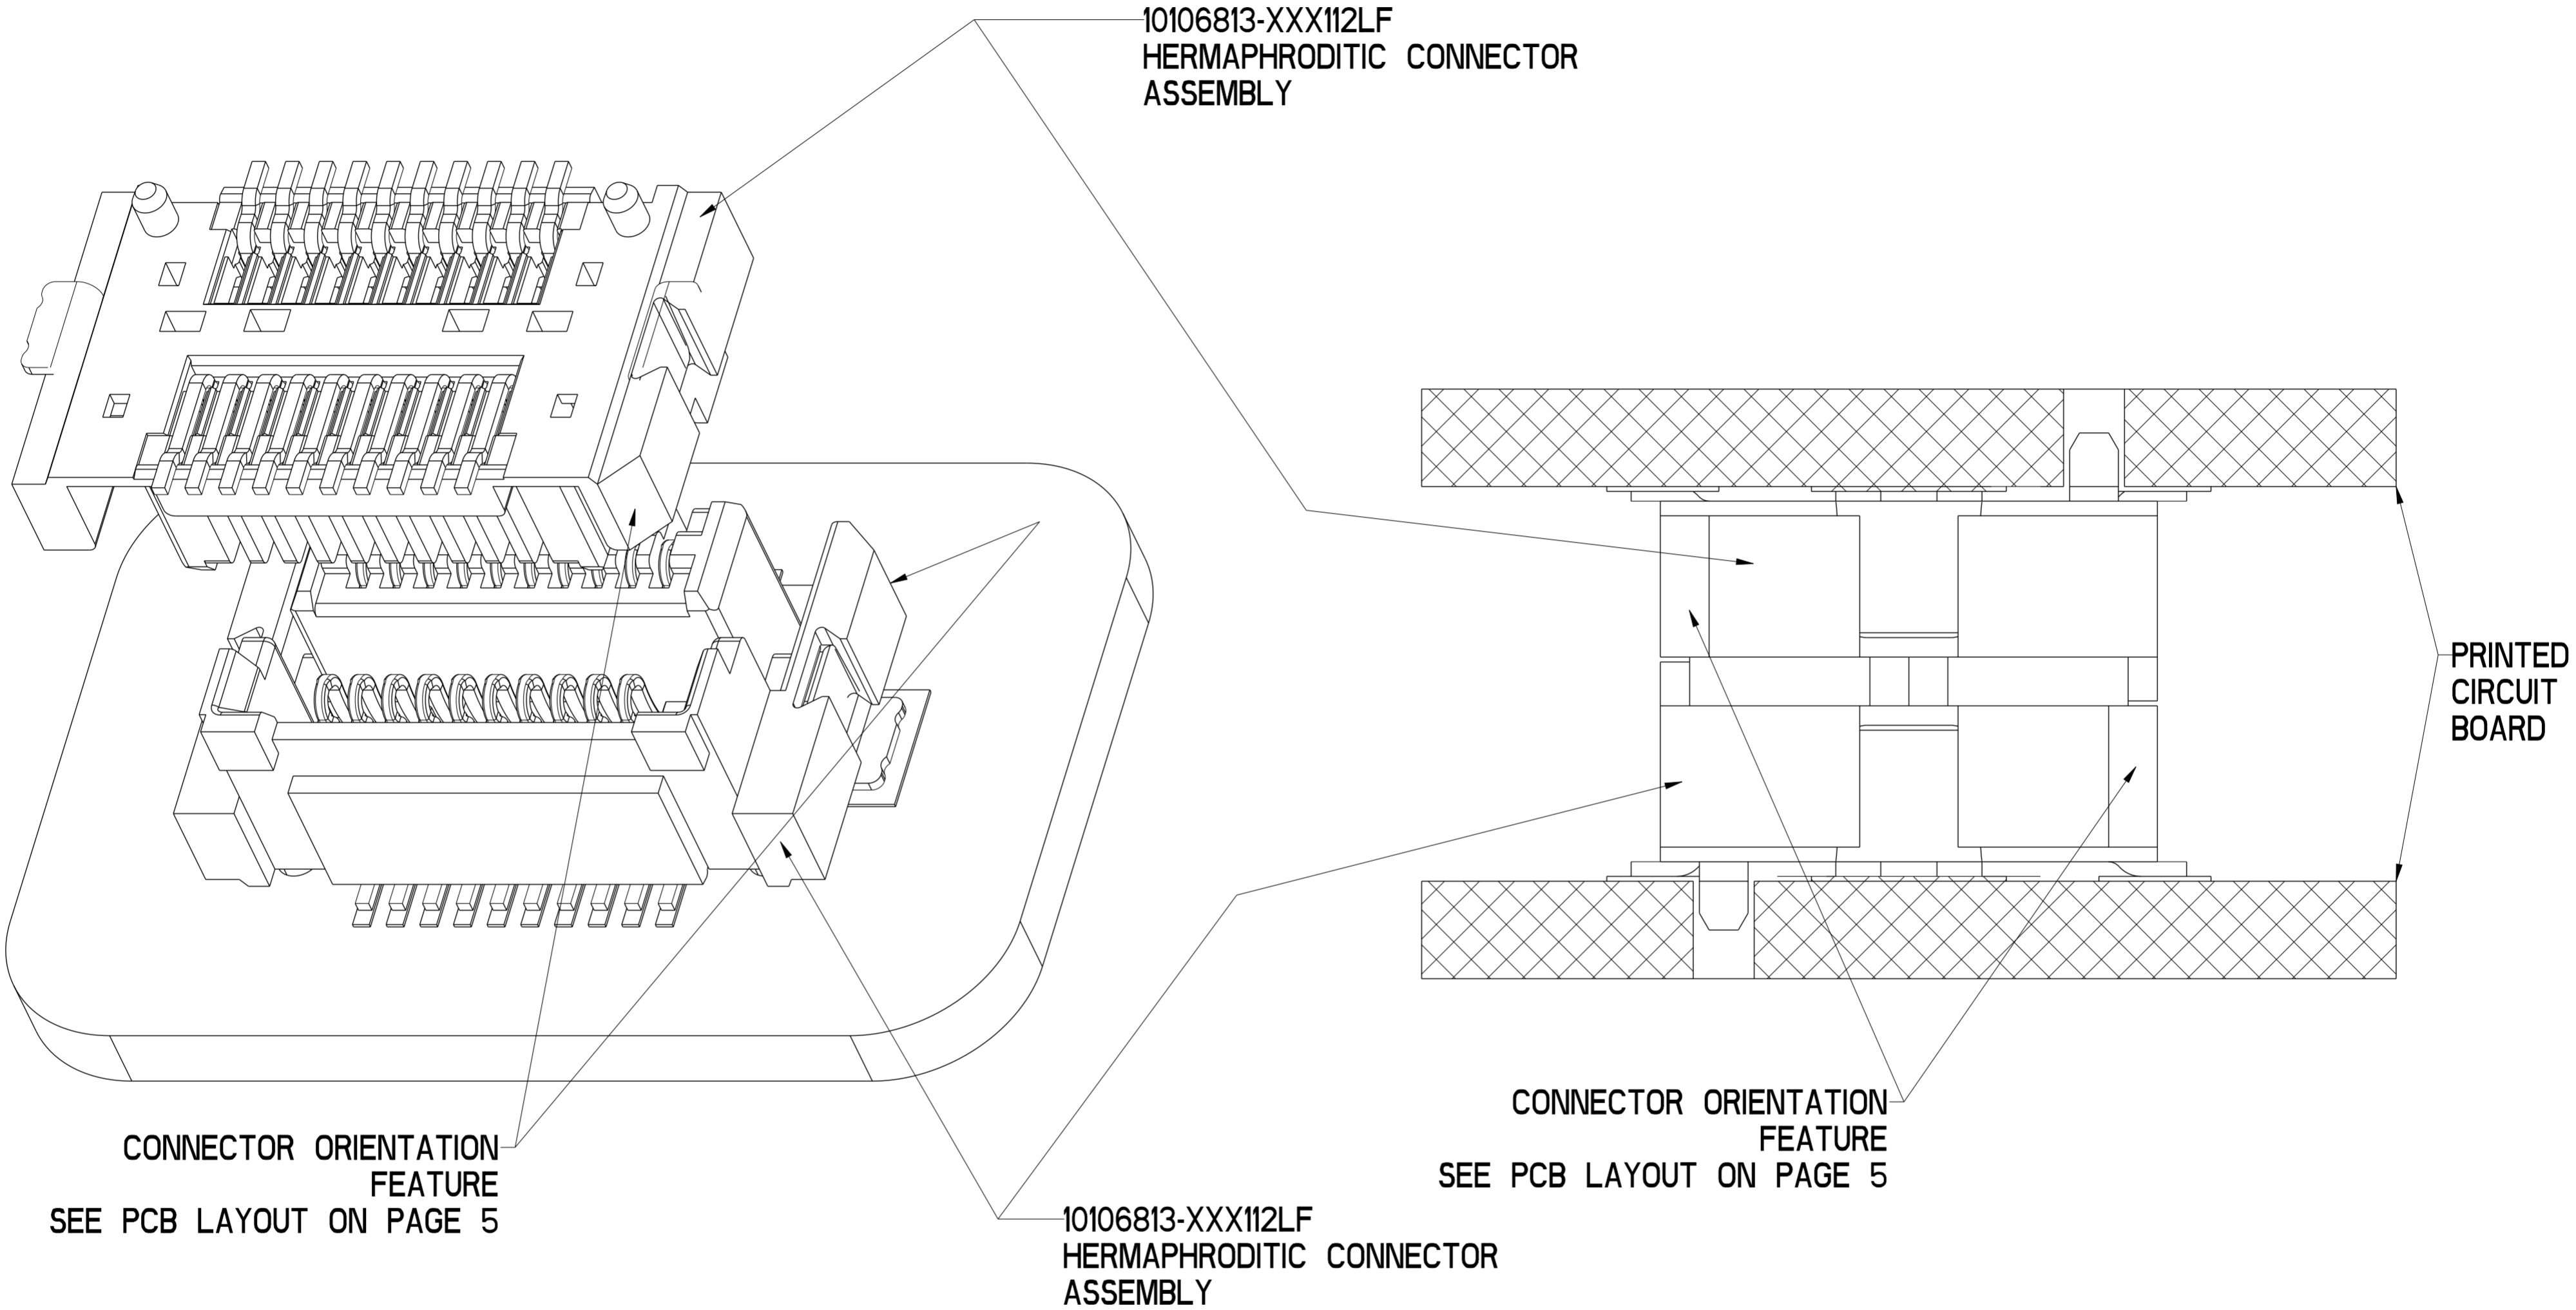 10106813-XXX112LF
HERMAPHRODITIC CONNECTOR
ASSEMBLY
PRINTED
CIRCUIT
BOARD
CONNECTOR ORIENTATION
FEATURE
SEE PCB LAYOUT ON PAGE 5
CONNECTOR ORIENTATION
FEATURE
SEE PCB LAYOUT ON PAGE 5
10106813-XXX112LF
HERMAPHRODITIC CONNECTOR
ASSEMBLY